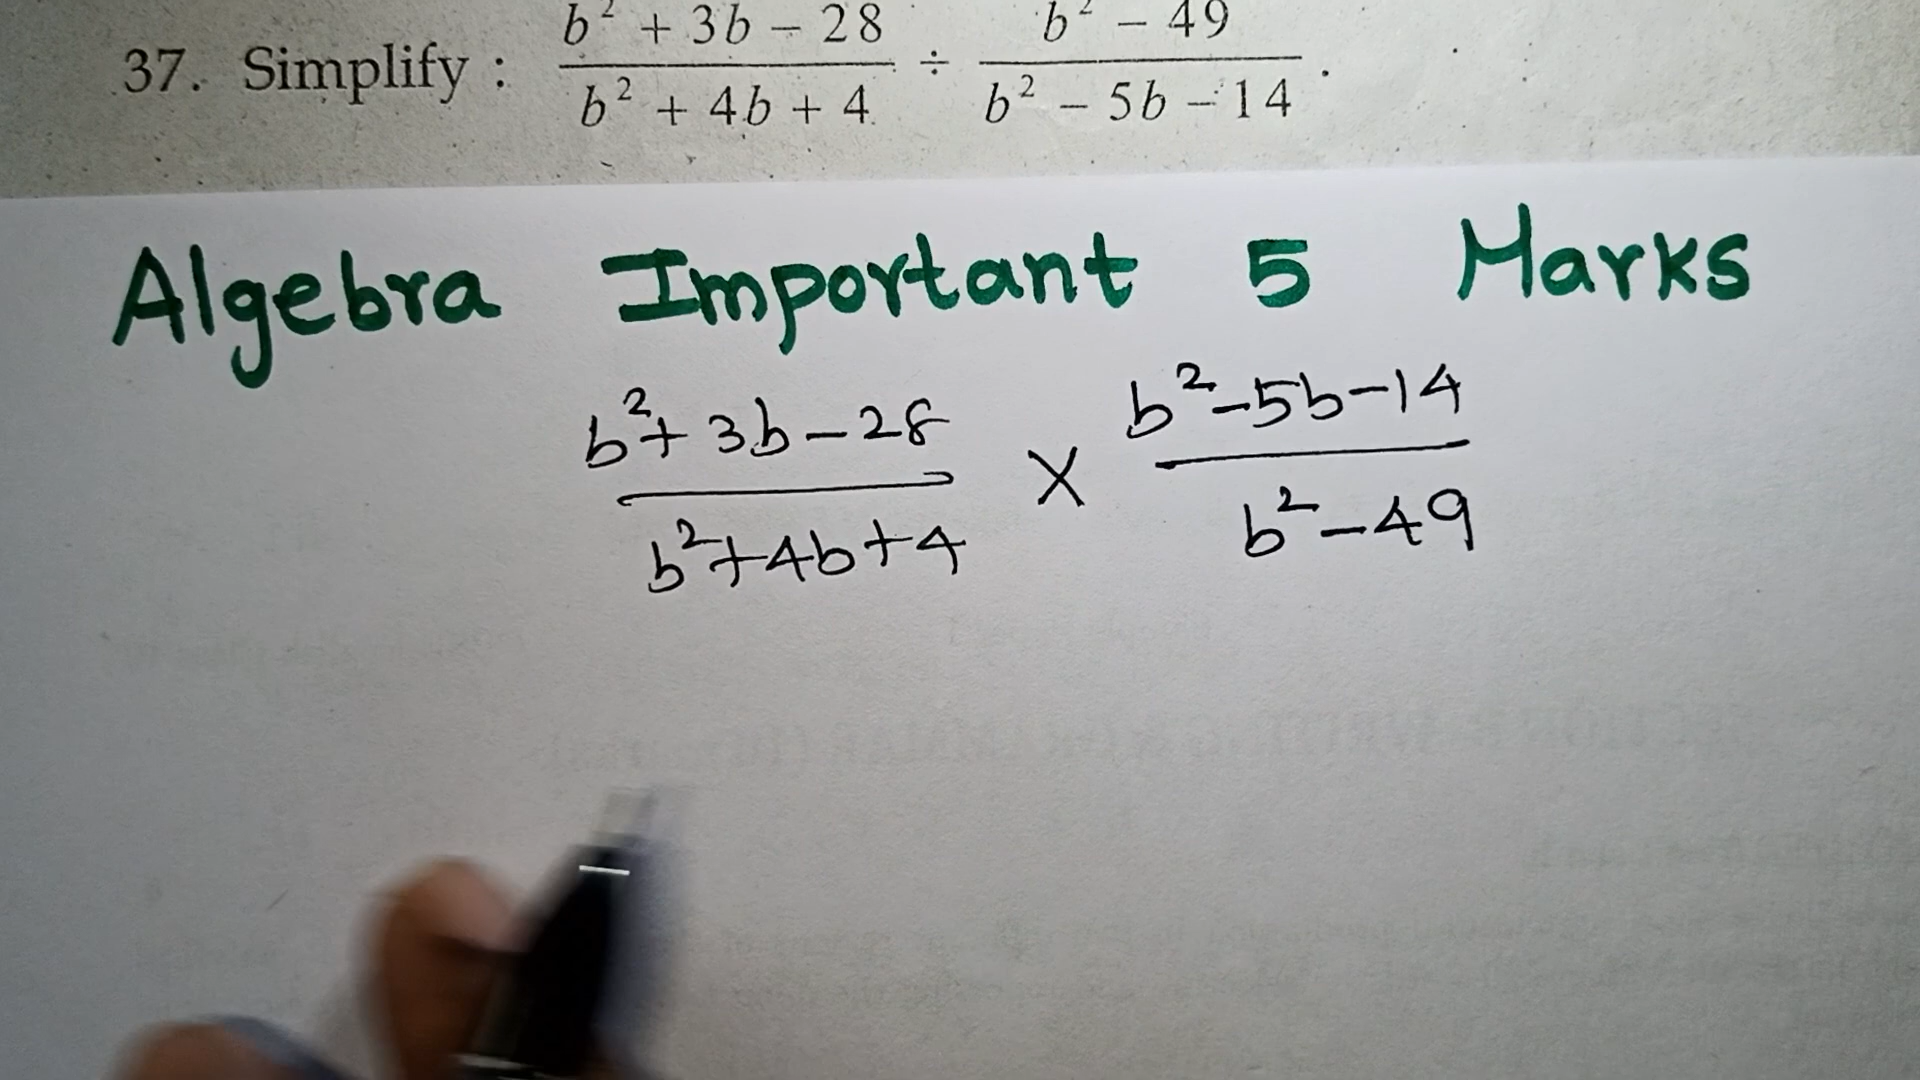 37. Simplify : b² + 3b − 28 / b² + 4b + 4 ÷ b² − 49 / b² − 5b − 14 .
Algebra Important 5 Marks
b² + 3b − 28 / b² + 4b + 4 × b² − 5b − 14 / b² − 49